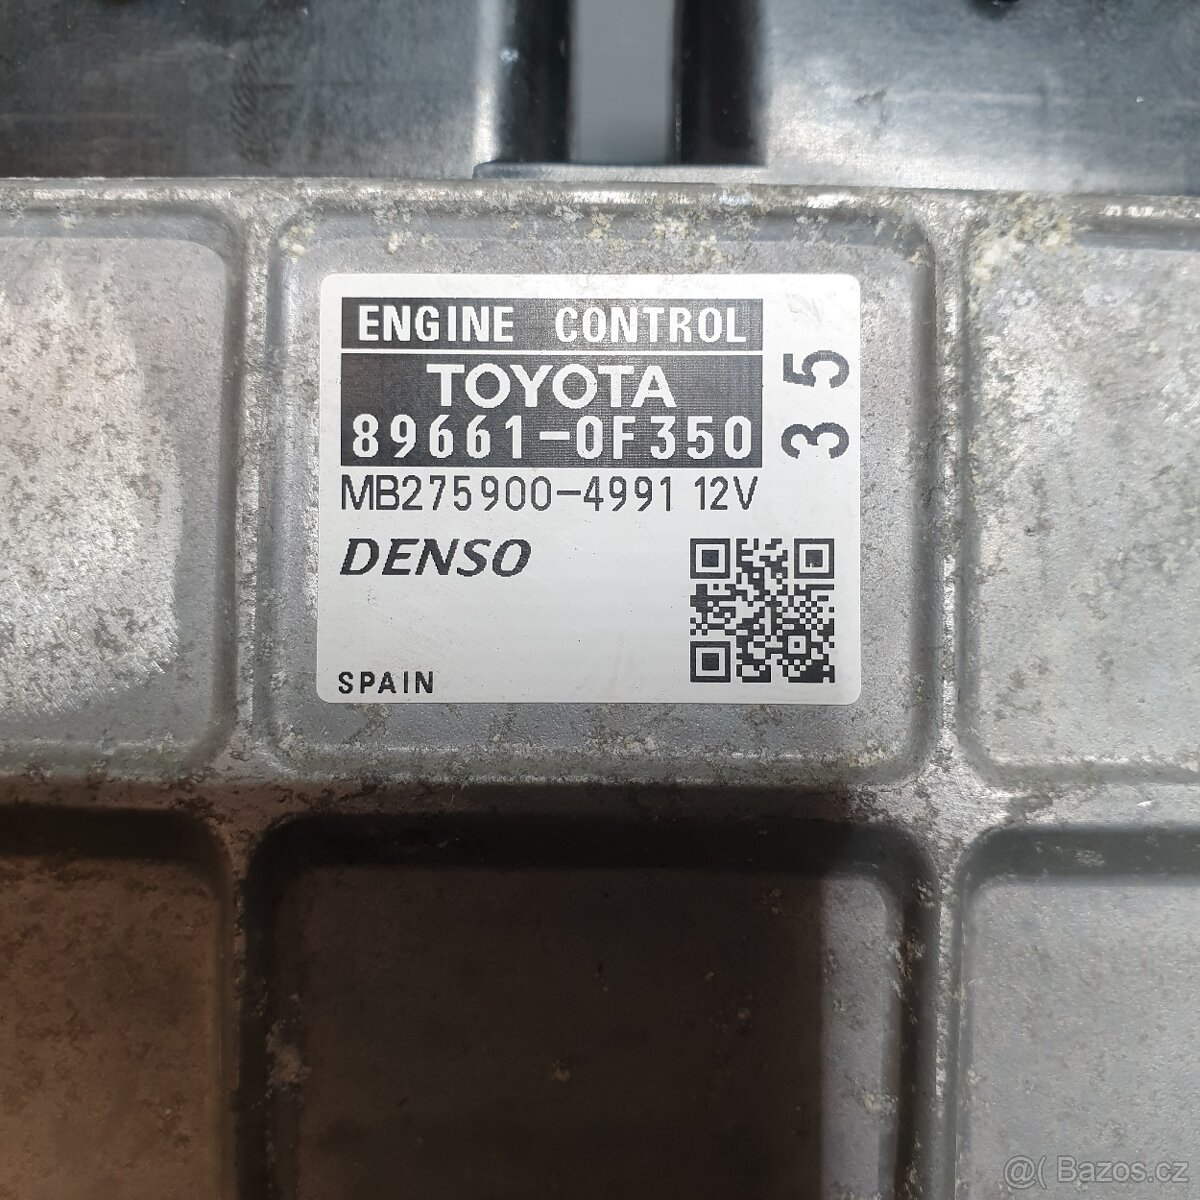 ENGINE CONTROL
TOYOTA
89661-0F350
35
MB275900-4991 12V
DENSO
SPAIN
@( Bazos.cz